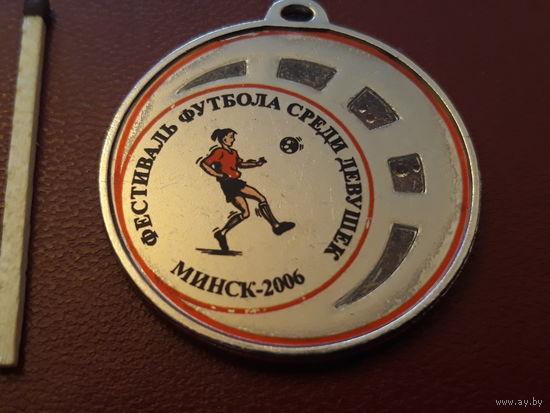 ФЕСТИВАЛЬ ФУТБОЛА СРЕДИ ДЕВУШЕК
МИНСК-2006
www.ay.by